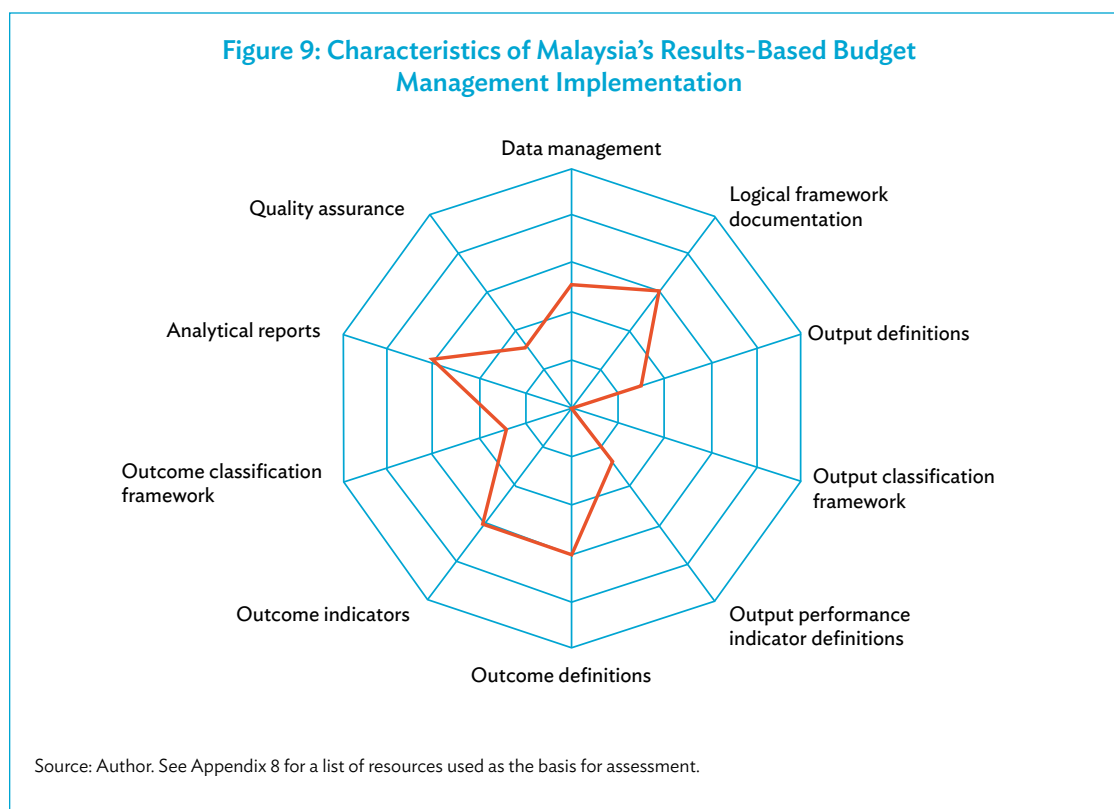 Figure 9: Characteristics of Malaysia’s Results-Based Budget
Management Implementation
Data management
Logical framework
documentation
Output definitions
Output classification
framework
Output performance
indicator definitions
Outcome definitions
Outcome indicators
Outcome classification
framework
Analytical reports
Quality assurance
Source: Author. See Appendix 8 for a list of resources used as the basis for assessment.